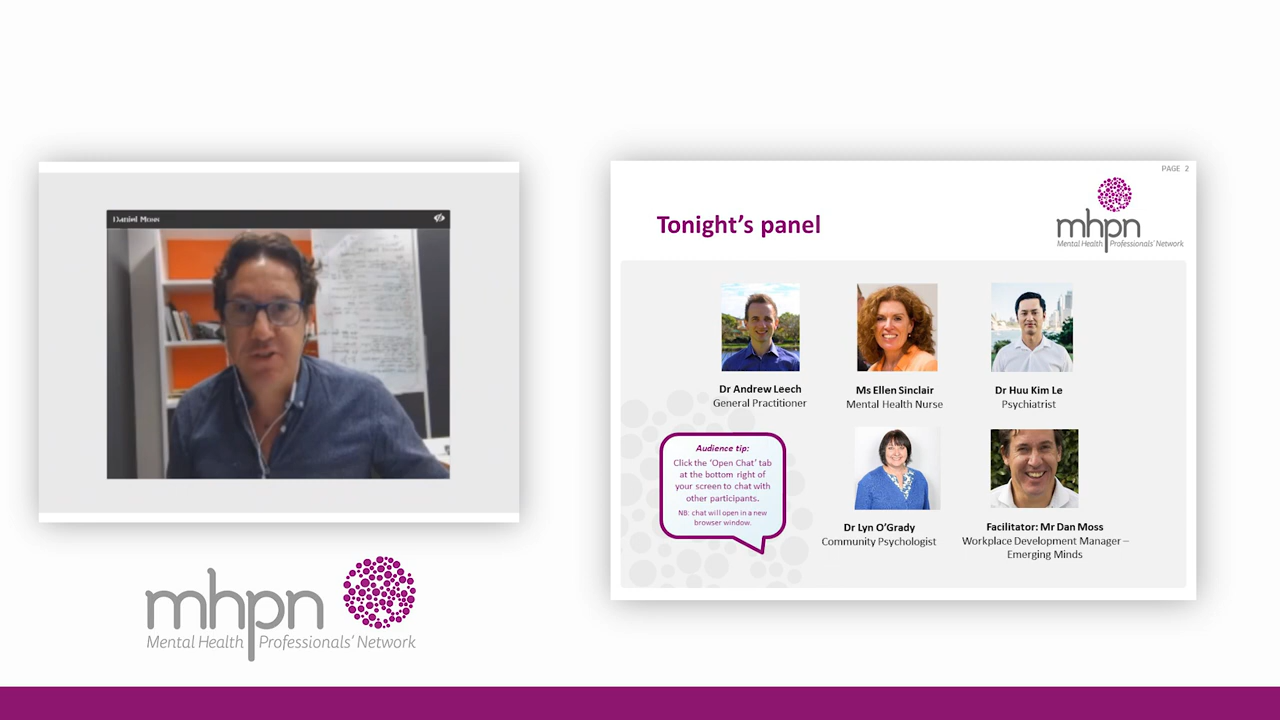 Daniel Moss
mhpn
Mental Health Professionals' Network
PAGE 2
Tonight's panel
mhpn
Mental Health Professionals' Network
Dr Andrew Leech
General Practitioner
Ms Ellen Sinclair
Mental Health Nurse
Dr Huu Kim Le
Psychiatrist
Audience tip:
Click the 'Open Chat' tab
at the bottom right of
your screen to chat with
other participants.
NB: chat will open in a new
browser window.
Dr Lyn O'Grady
Community Psychologist
Facilitator: Mr Dan Moss
Workplace Development Manager –
Emerging Minds